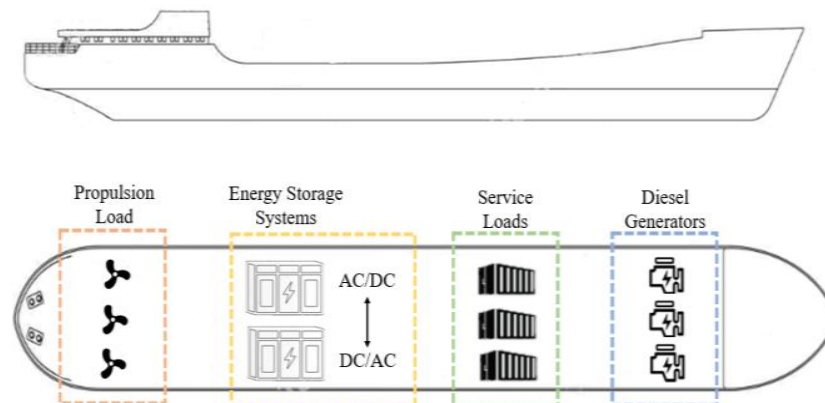 Propulsion
Load
Energy Storage
Systems
Service
Loads
Diesel
Generators
AC/DC
DC/AC